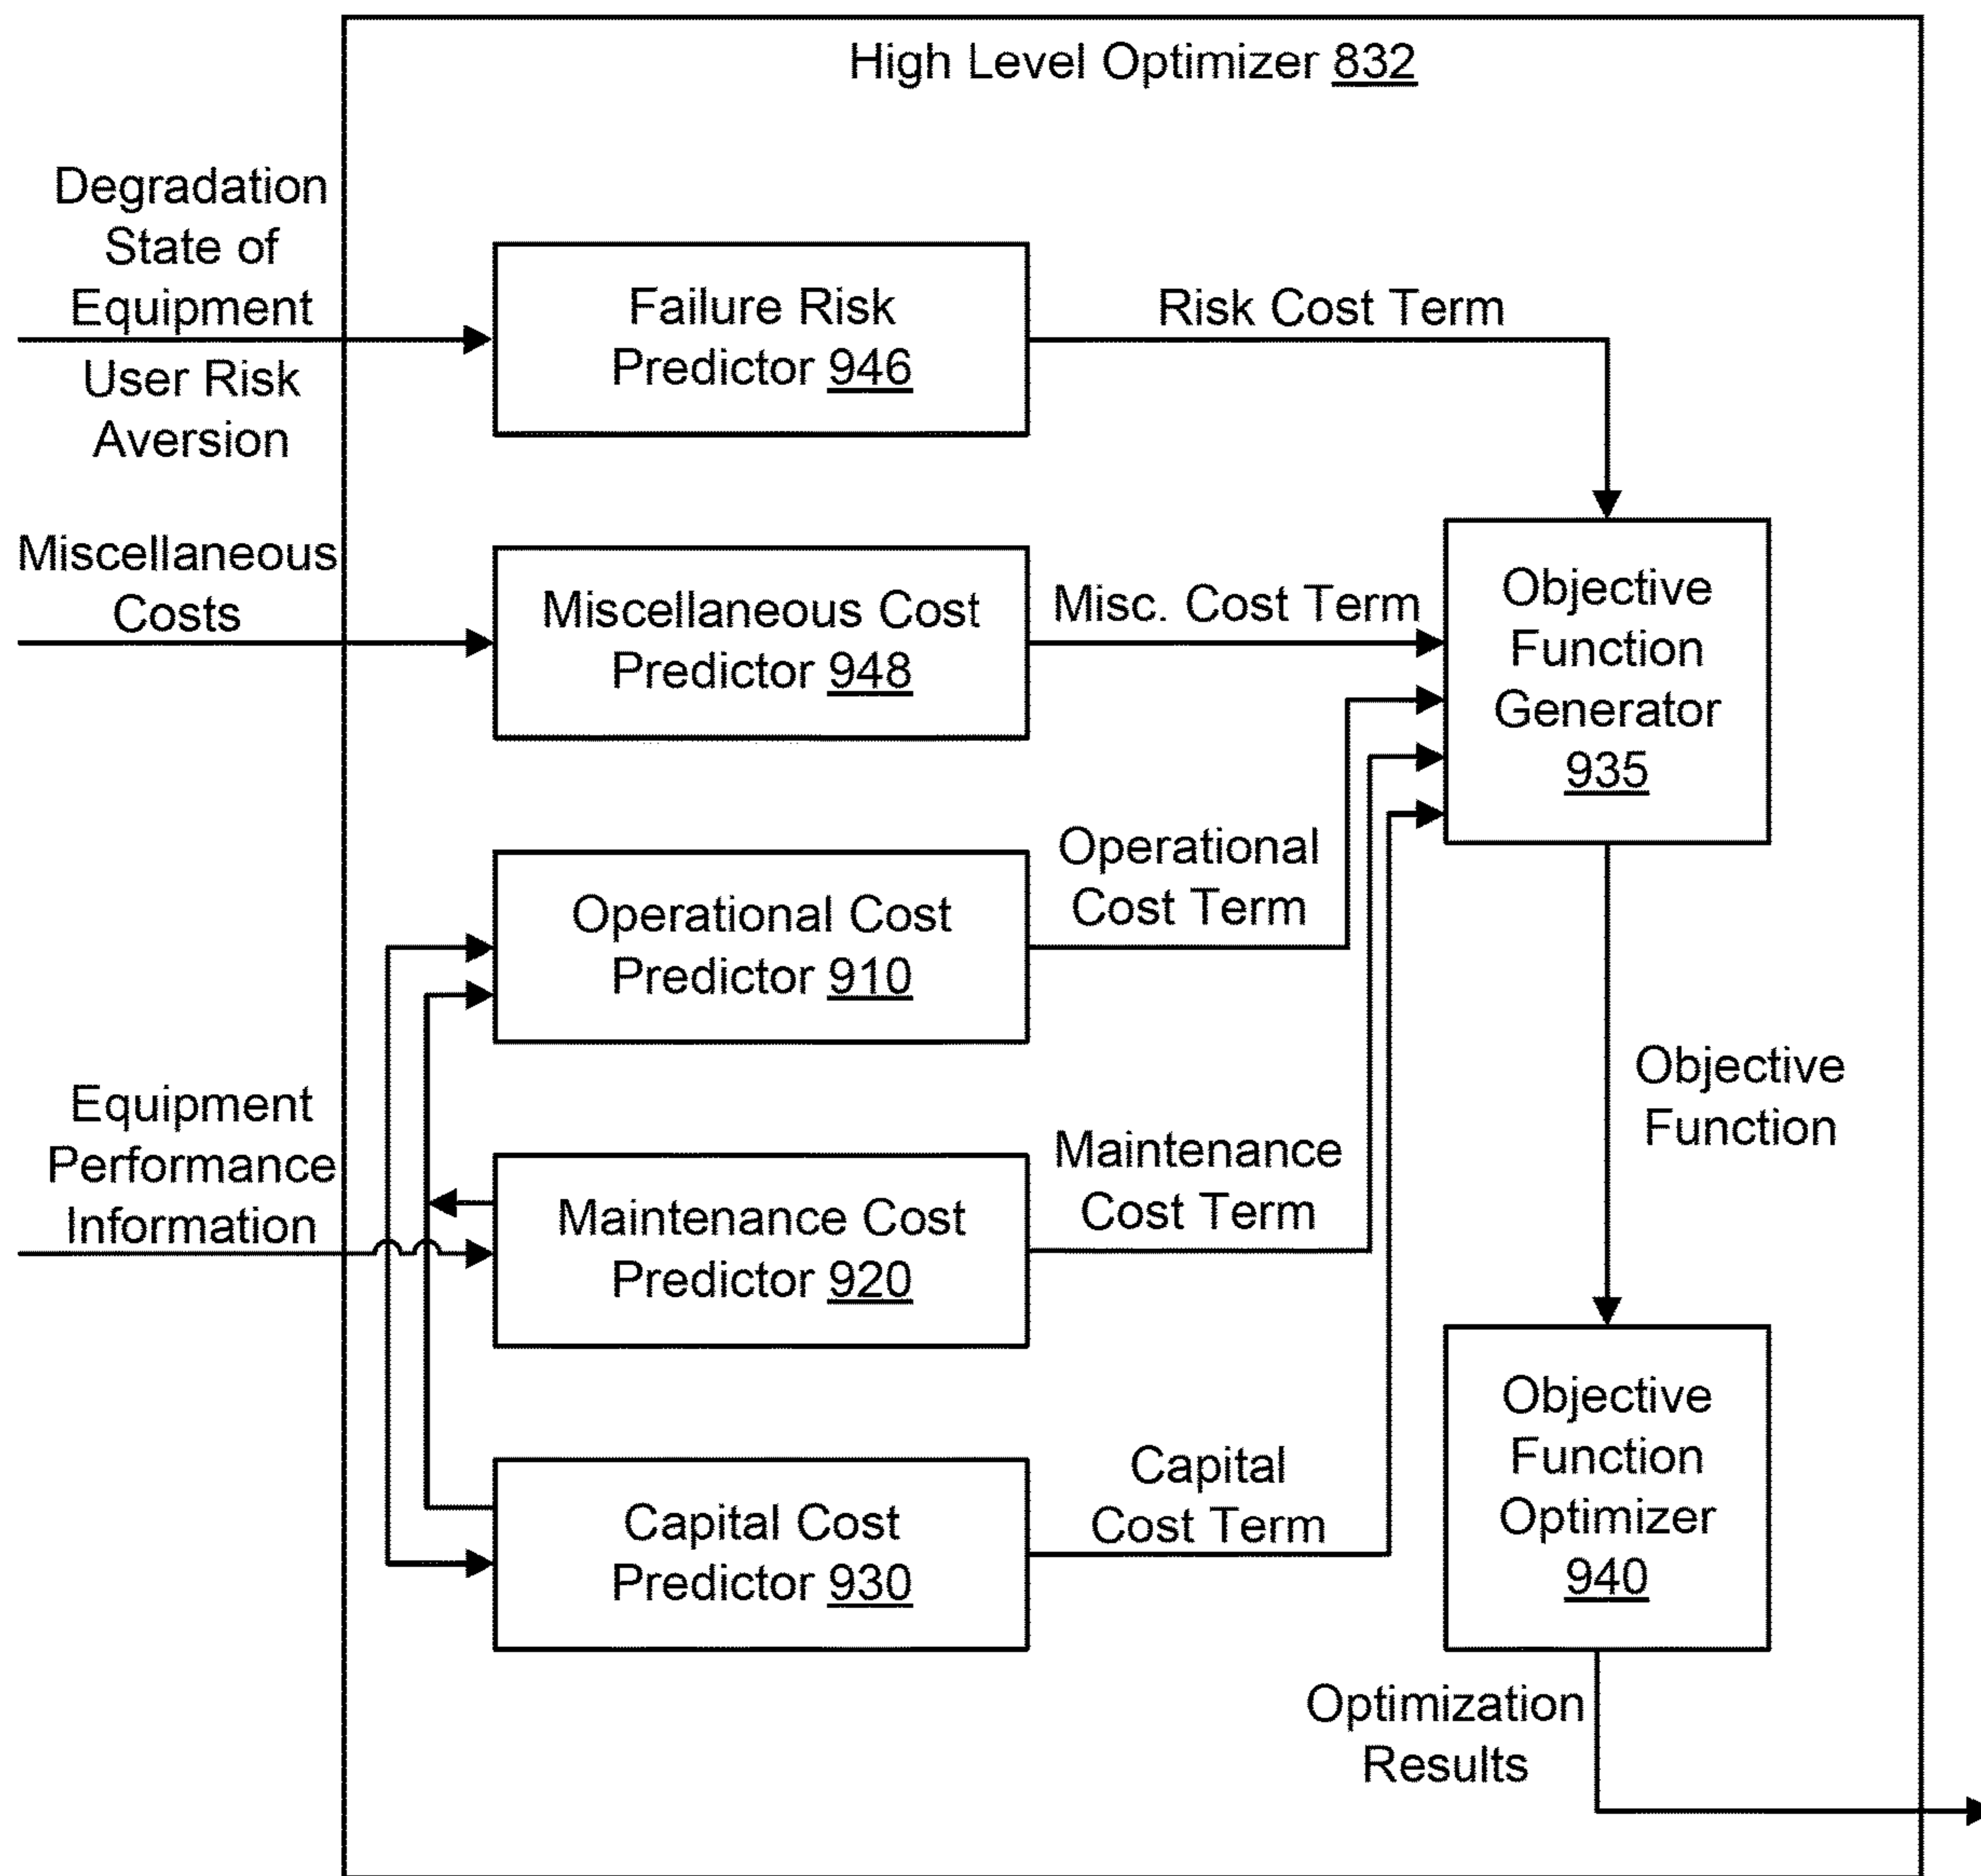 High Level Optimizer 832
Degradation
State of
Equipment
User Risk
Aversion
Failure Risk
Predictor 946
Risk Cost Term
Miscellaneous
Costs
Miscellaneous Cost
Predictor 948
Misc. Cost Term
Objective
Function
Generator
935
Operational Cost
Predictor 910
Operational
Cost Term
Equipment
Performance
Information
Maintenance Cost
Predictor 920
Maintenance
Cost Term
Objective
Function
Capital Cost
Predictor 930
Capital
Cost Term
Objective
Function
Optimizer
940
Optimization
Results